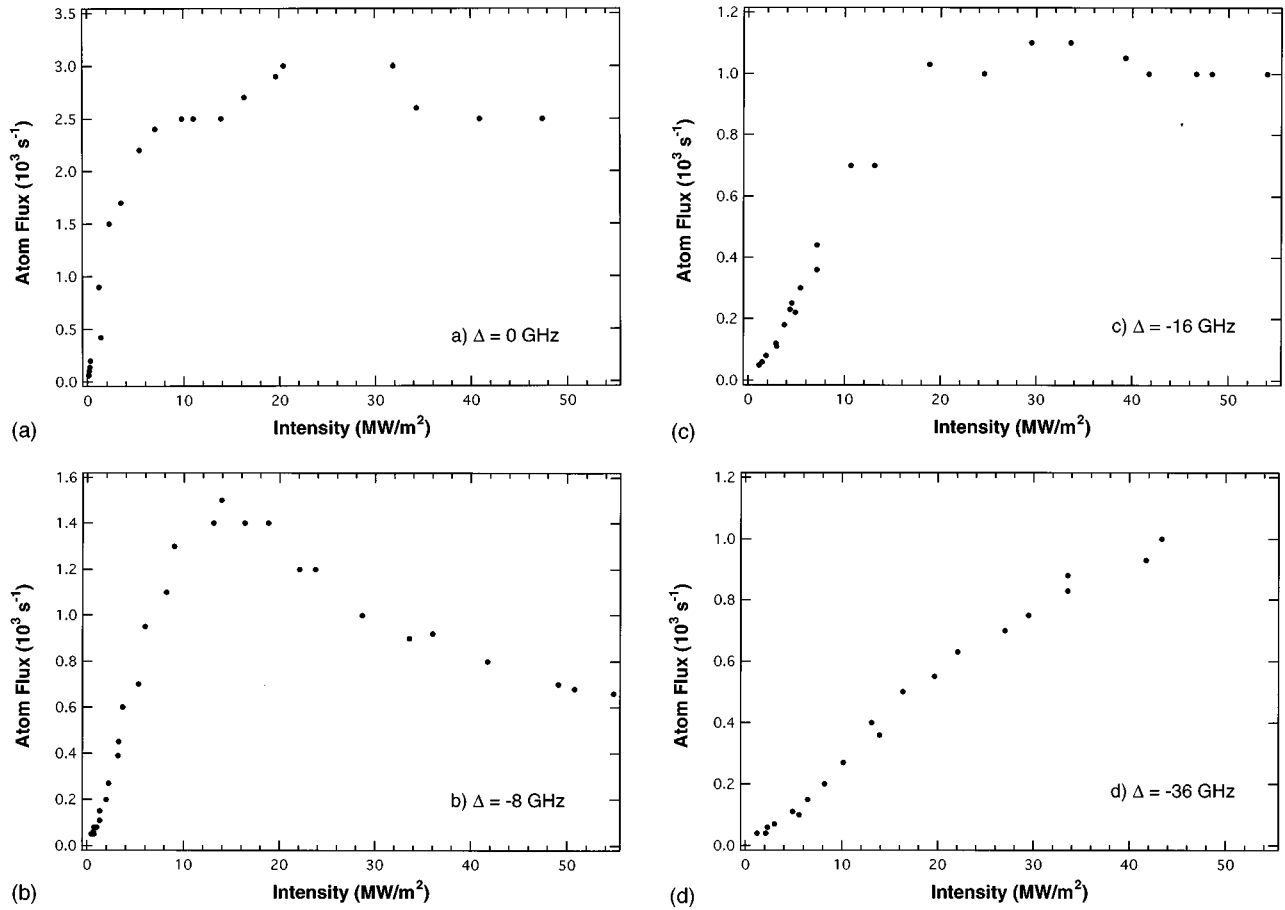 3.5
3.0
2.5
2.0
1.5
1.0
0.5
0.0
Atom Flux (10³ s⁻¹)
a) Δ = 0 GHz
0 10 20 30 40 50
Intensity (MW/m²)
(a)
1.2
1.0
0.8
0.6
0.4
0.2
0.0
Atom Flux (10³ s⁻¹)
c) Δ = -16 GHz
0 10 20 30 40 50
Intensity (MW/m²)
(c)
1.6
1.4
1.2
1.0
0.8
0.6
0.4
0.2
0.0
Atom Flux (10³ s⁻¹)
b) Δ = -8 GHz
0 10 20 30 40 50
Intensity (MW/m²)
(b)
1.2
1.0
0.8
0.6
0.4
0.2
0.0
Atom Flux (10³ s⁻¹)
d) Δ = -36 GHz
0 10 20 30 40 50
Intensity (MW/m²)
(d)